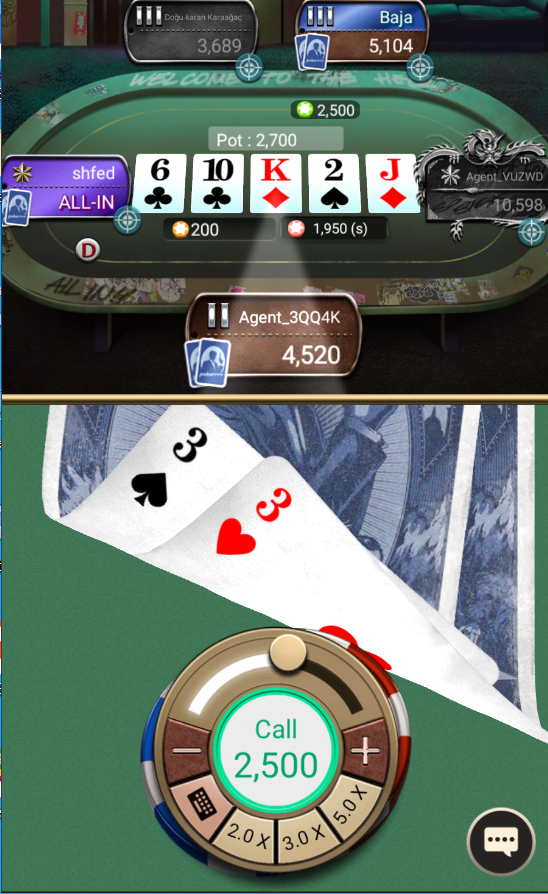 Doğu karan Karaağaç
3,689
Baja
5,104
WELCOME TO THE
2,500
Pot : 2,700
shfed
ALL-IN
6
10
K
2
J
Agent_VUZWD
10,598
200
1,950 (s)
D
ALL IN
Agent_3QQ4K
4,520
3
3
Call
2,500
−
+
2.0 X
3.0 X
5.0 X